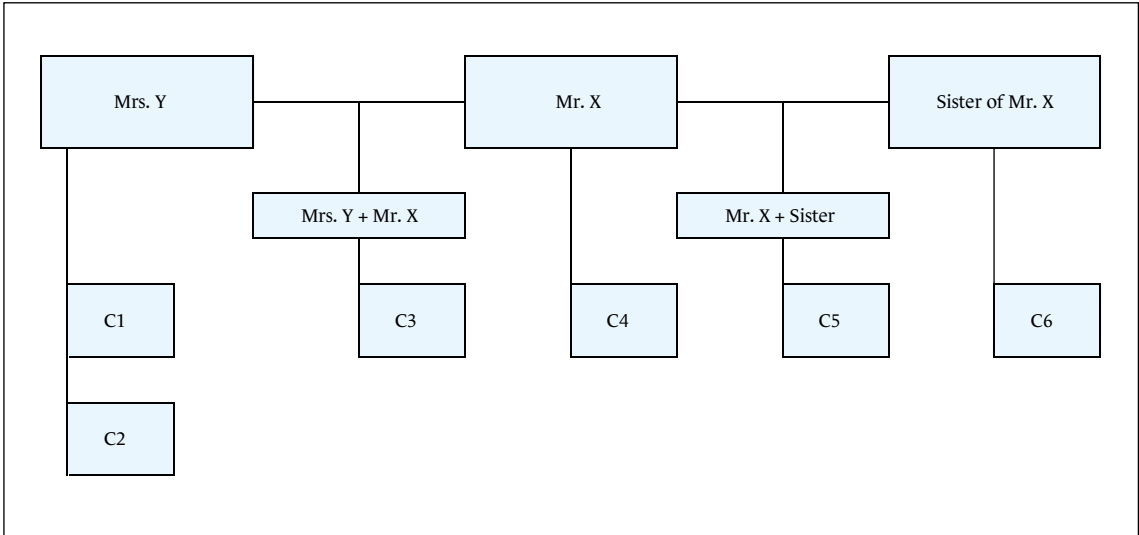 Mrs. Y
Mr. X
Sister of Mr. X
Mrs. Y + Mr. X
Mr. X + Sister
C1
C3
C4
C5
C6
C2